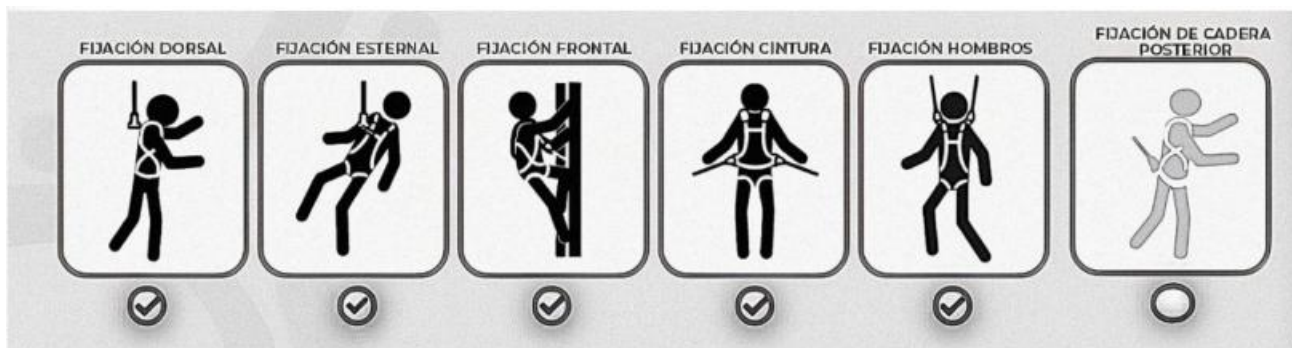 FIJACIÓN DORSAL
FIJACIÓN ESTERNAL
FIJACIÓN FRONTAL
FIJACIÓN CINTURA
FIJACIÓN HOMBROS
FIJACIÓN DE CADERA
POSTERIOR